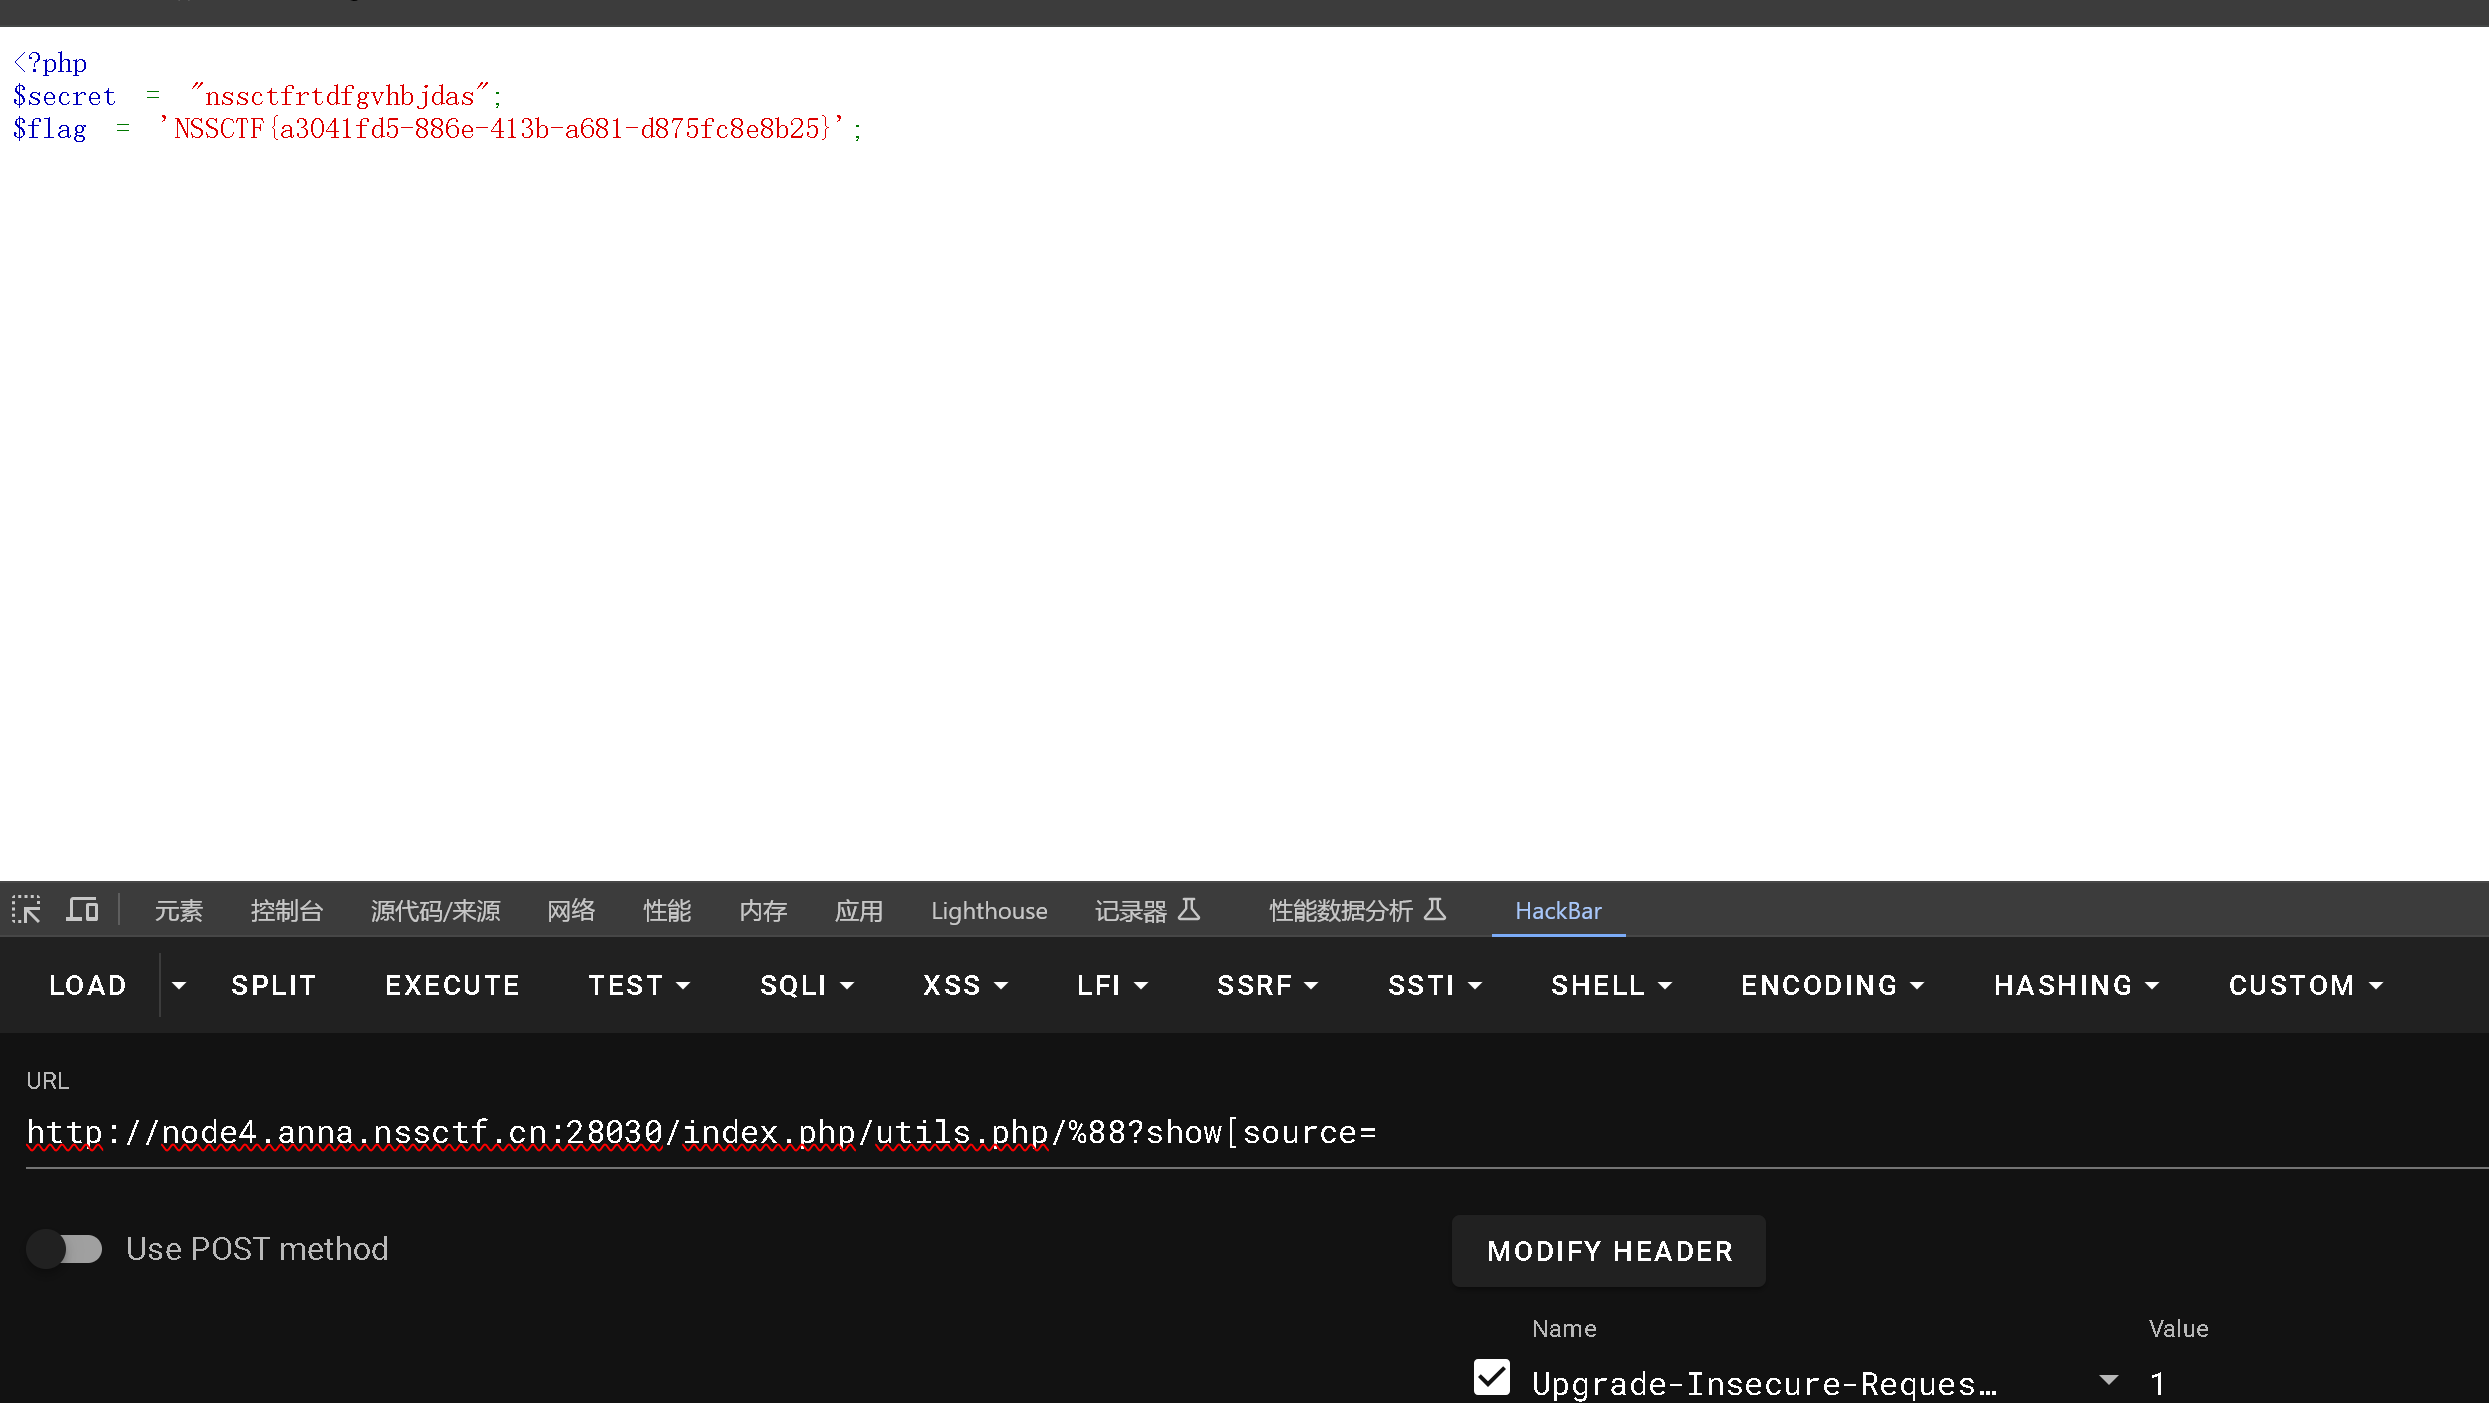 <?php
$secret = "nssctfrtdfgvhbjdas";
$flag = 'NSSCTF{a3041fd5-886e-413b-a681-d875fc8e8b25}';
元素 控制台 源代码/来源 网络 性能 内存 应用 Lighthouse 记录器 性能数据分析 HackBar
LOAD SPLIT EXECUTE TEST SQLI XSS LFI SSRF SSTI SHELL ENCODING HASHING CUSTOM
URL
http://node4.anna.nssctf.cn:28030/index.php/utils.php/%88?show[source=
Use POST method
MODIFY HEADER
Name Value
Upgrade-Insecure-Reques… 1